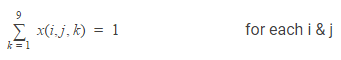 9
∑ x(i,j,k) = 1 for each i & j
k = 1